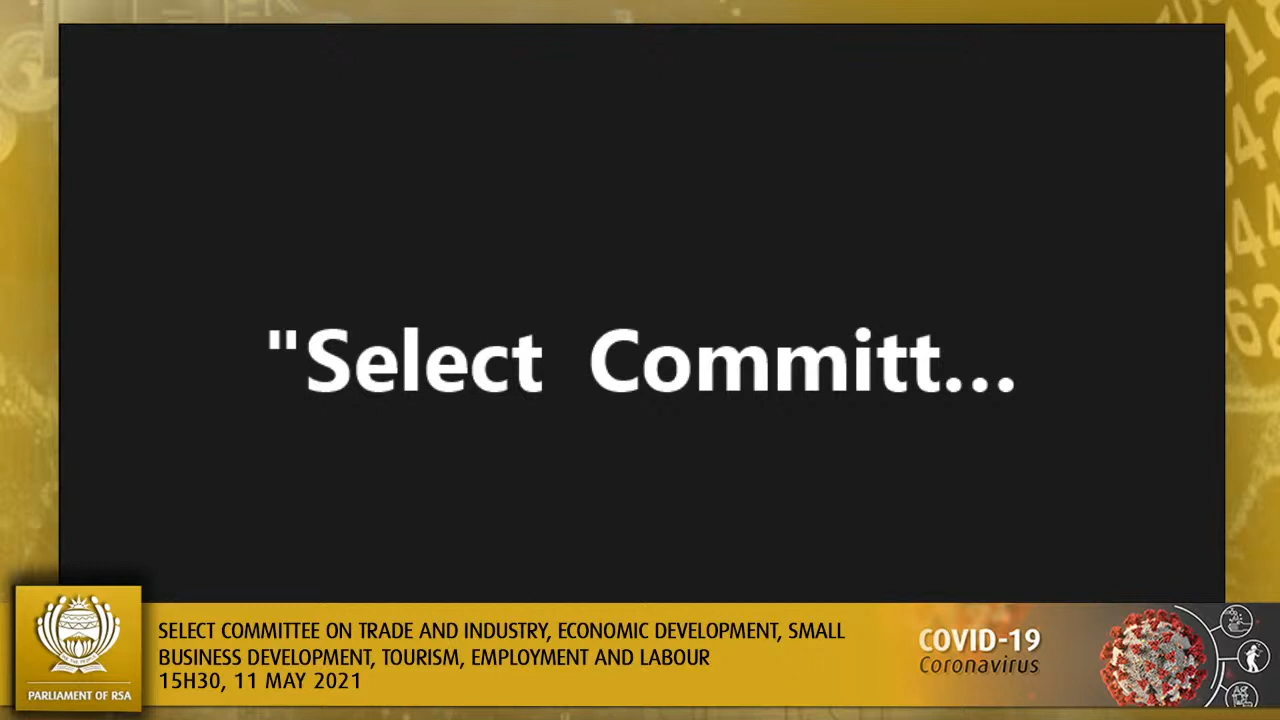 "Select Committ...
SELECT COMMITTEE ON TRADE AND INDUSTRY, ECONOMIC DEVELOPMENT, SMALL
BUSINESS DEVELOPMENT, TOURISM, EMPLOYMENT AND LABOUR
15H30, 11 MAY 2021
PARLIAMENT OF RSA
COVID-19
Coronavirus